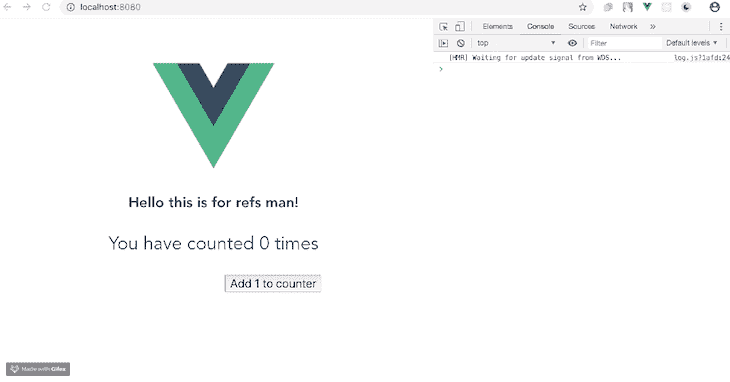 localhost:8080
Elements Console Sources Network »
top Filter Default levels
[HMR] Waiting for update signal from WDS... log.js?1afd:24
Hello this is for refs man!
You have counted 0 times
Add 1 to counter
Made with Gifox